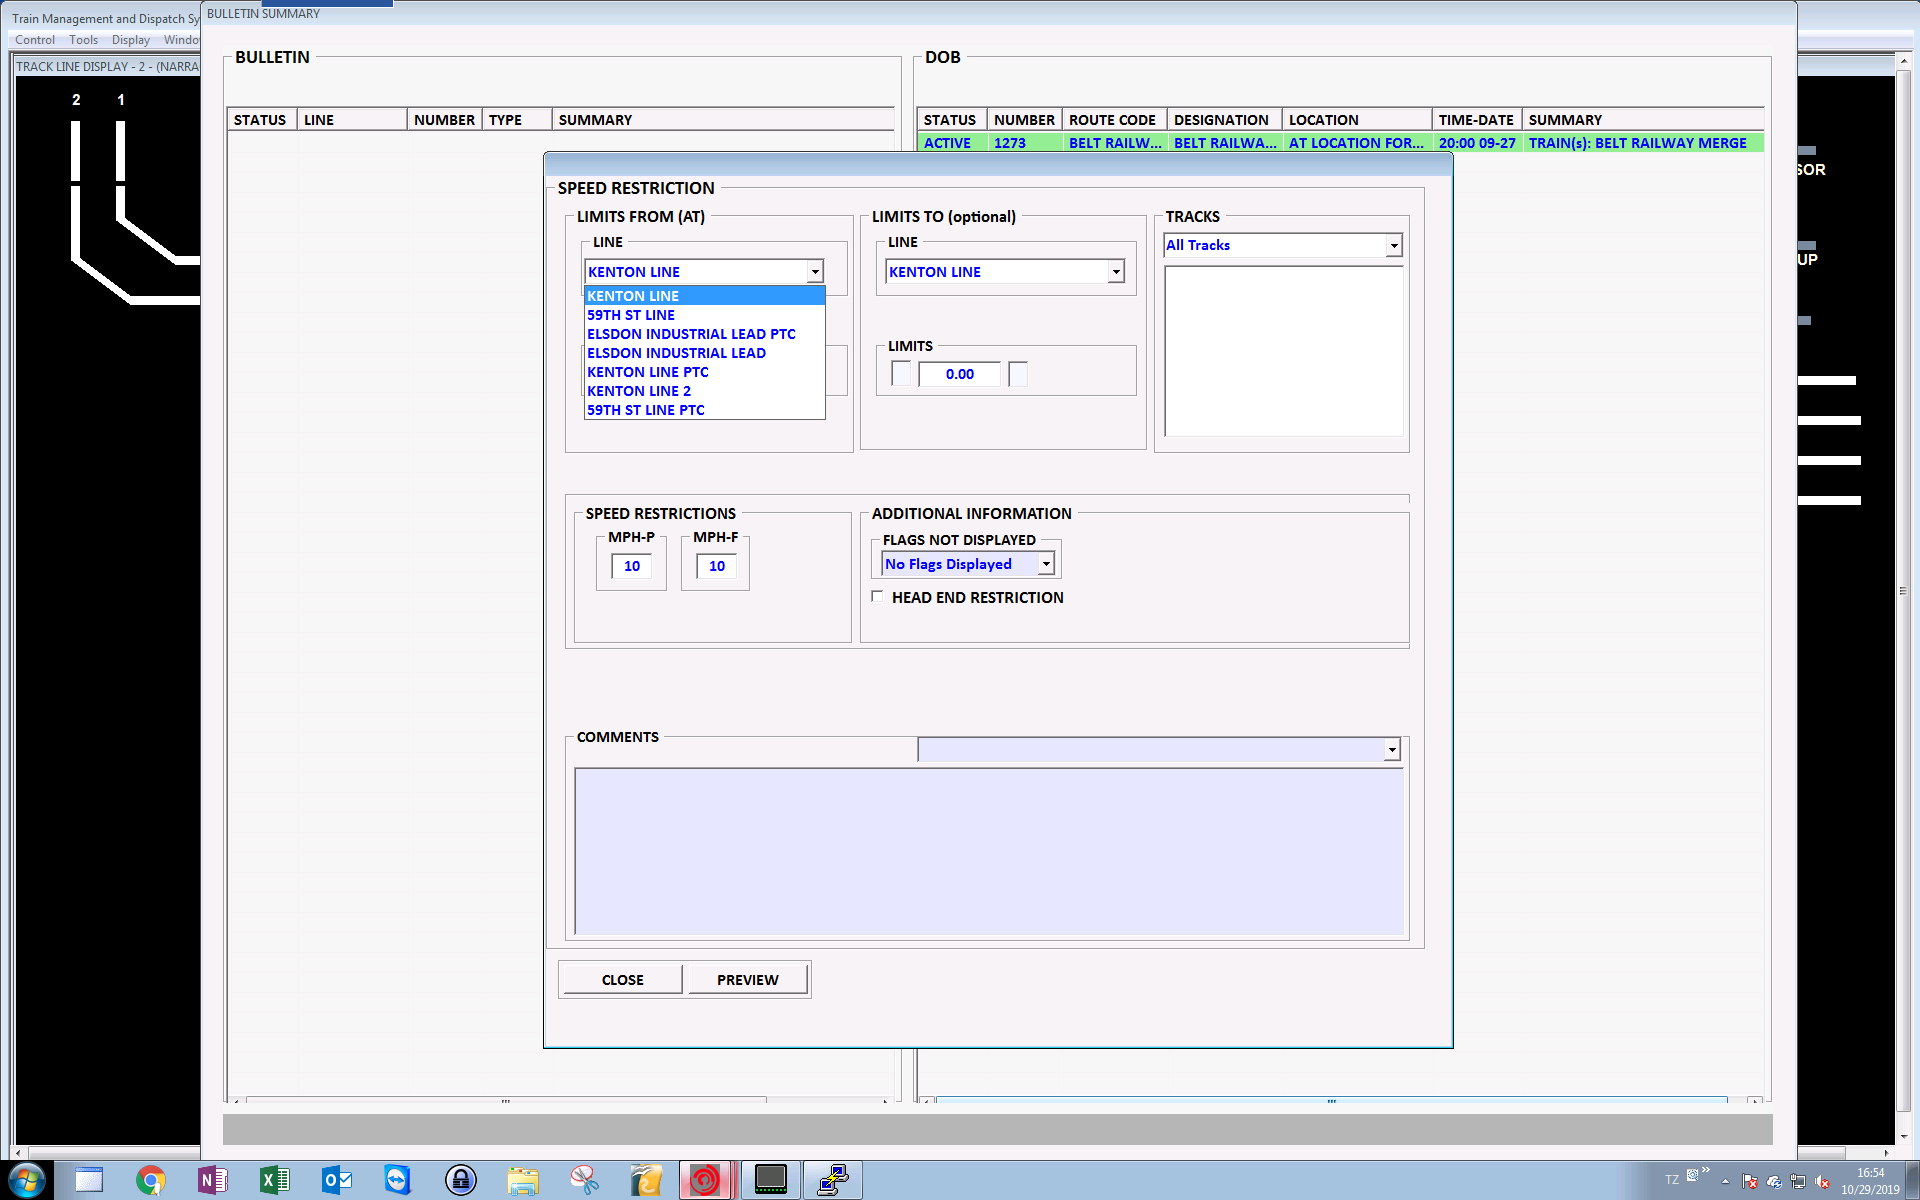 BULLETIN SUMMARY
Train Management and Dispatch Sy
Control Tools Display Windo
TRACK LINE DISPLAY - 2 - (NARRA
2 1
BULLETIN
STATUS LINE NUMBER TYPE SUMMARY
DOB
STATUS NUMBER ROUTE CODE DESIGNATION LOCATION TIME-DATE SUMMARY
ACTIVE 1273 BELT RAILW... BELT RAILWA... AT LOCATION FOR... 20:00 09-27 TRAIN(s): BELT RAILWAY MERGE
SOR
UP
SPEED RESTRICTION
LIMITS FROM (AT)
LINE
KENTON LINE
KENTON LINE
59TH ST LINE
ELSDON INDUSTRIAL LEAD PTC
ELSDON INDUSTRIAL LEAD
KENTON LINE PTC
KENTON LINE 2
59TH ST LINE PTC
LIMITS TO (optional)
LINE
KENTON LINE
LIMITS
0.00
TRACKS
All Tracks
SPEED RESTRICTIONS
MPH-P MPH-F
10 10
ADDITIONAL INFORMATION
FLAGS NOT DISPLAYED
No Flags Displayed
HEAD END RESTRICTION
COMMENTS
CLOSE PREVIEW
TZ
16:54
10/29/2019